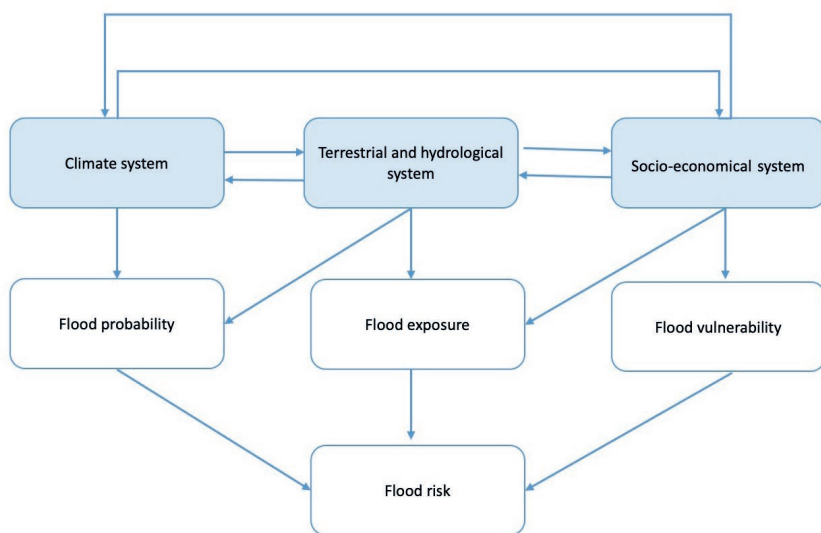 Climate system
Terrestrial and hydrological
system
Socio-economical system
Flood probability
Flood exposure
Flood vulnerability
Flood risk